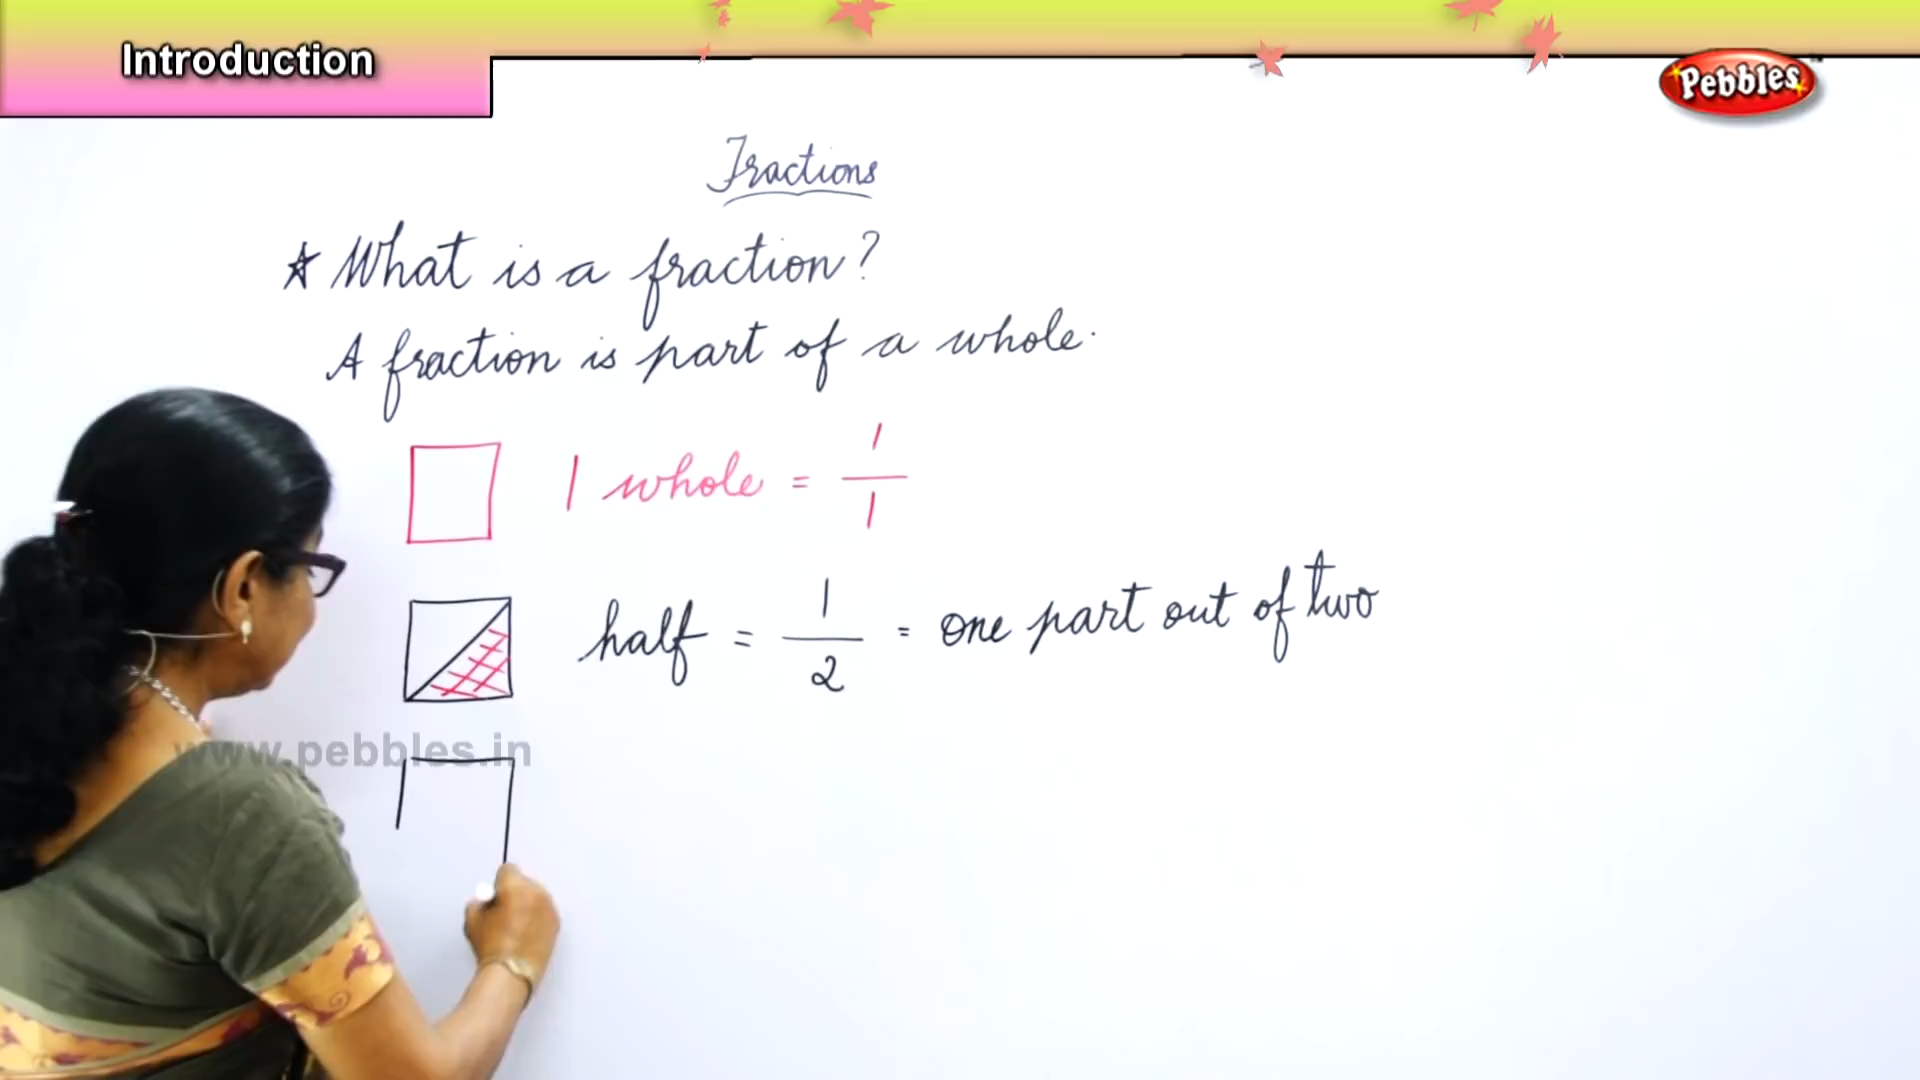 Introduction
Pebbles
Fractions
☆ What is a fraction?
A fraction is part of a whole.
1 whole = 1/1
half = 1/2 = one part out of two
www.pebbles.in